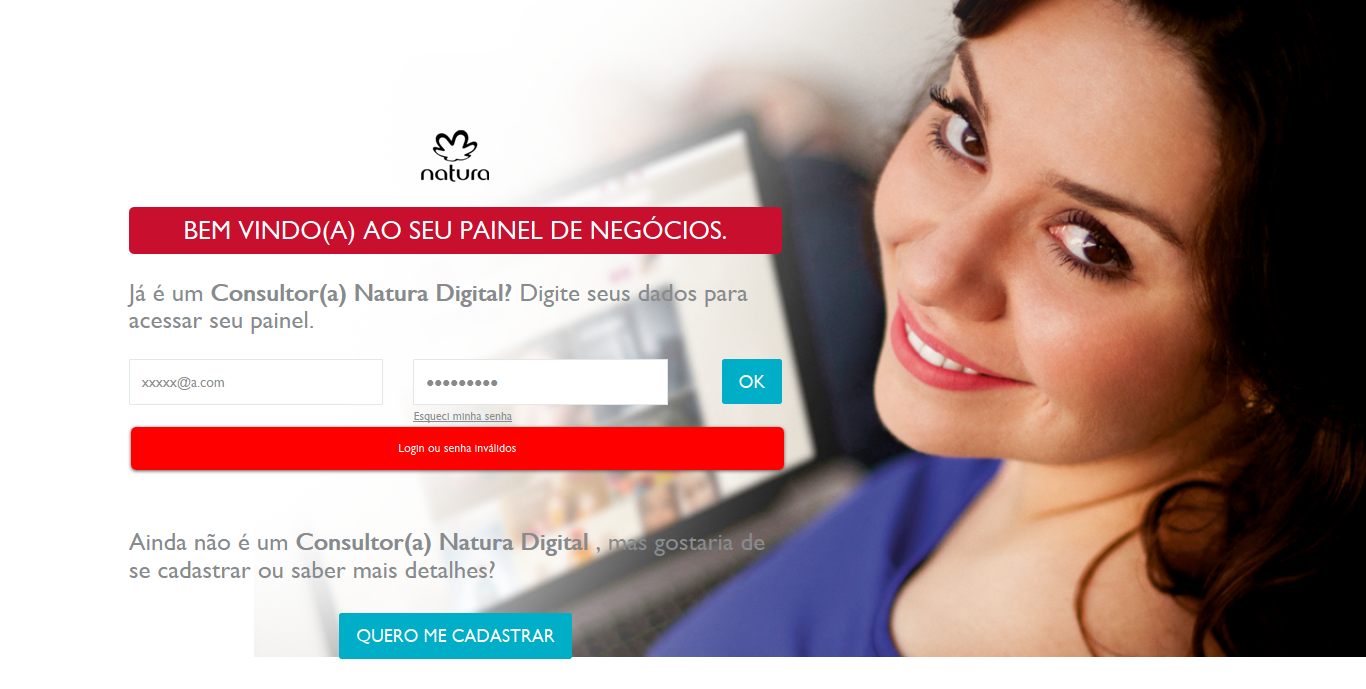 natura
BEM VINDO(A) AO SEU PAINEL DE NEGÓCIOS.
Já é um Consultor(a) Natura Digital? Digite seus dados para
acessar seu painel.
xxxxx@a.com
•••••••••
OK
Esqueci minha senha
Login ou senha inválidos
Ainda não é um Consultor(a) Natura Digital , mas gostaria de
se cadastrar ou saber mais detalhes?
QUERO ME CADASTRAR